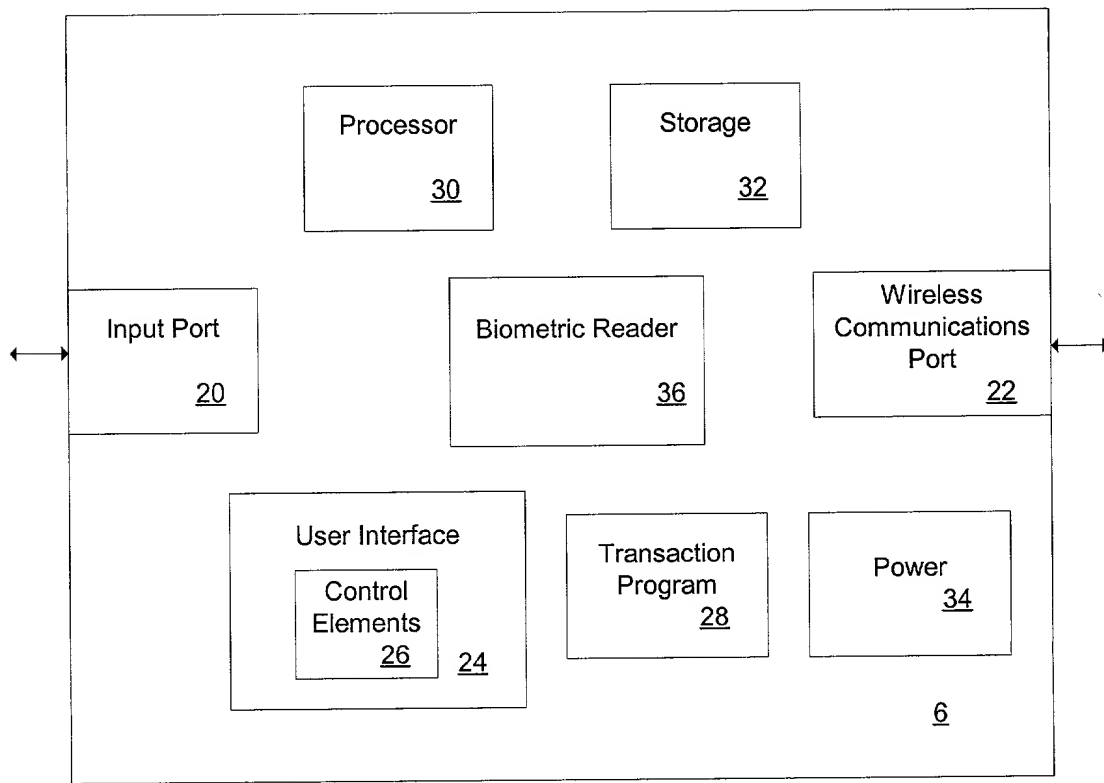 Processor
30
Storage
32
Input Port
20
Biometric Reader
36
Wireless
Communications
Port
22
User Interface
Control
Elements
26
24
Transaction
Program
28
Power
34
6